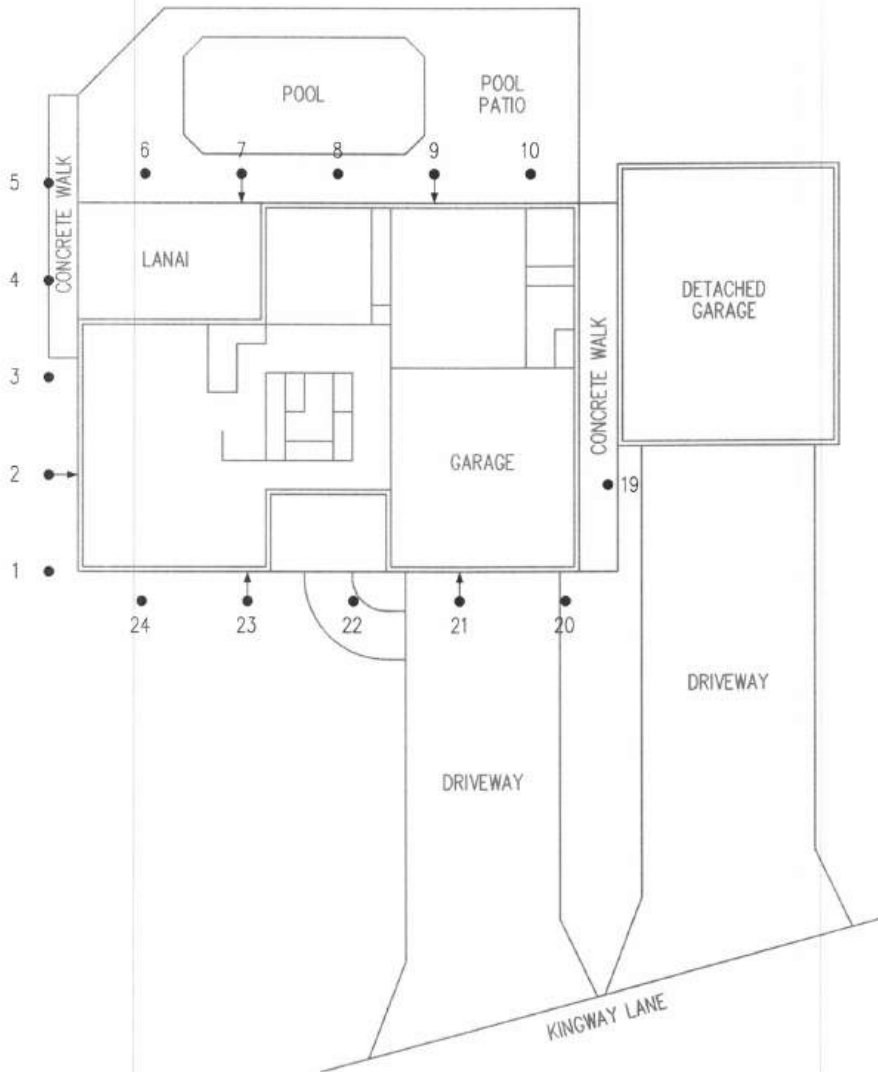 POOL
POOL
PATIO
6
7
8
9
10
5
CONCRETE WALK
LANAI
4
DETACHED
GARAGE
3
CONCRETE WALK
GARAGE
2
19
1
24
23
22
21
20
DRIVEWAY
DRIVEWAY
KINGWAY LANE